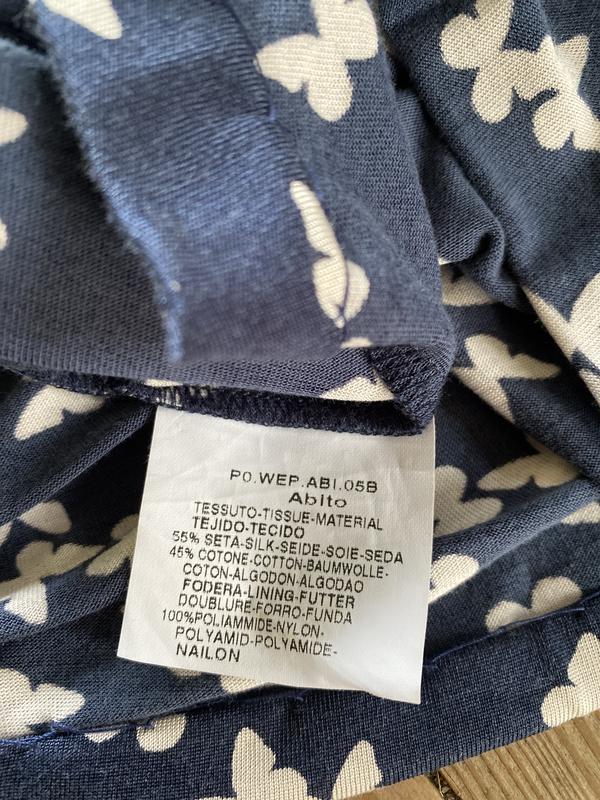 P0.WEP.ABI.05B
Abito
TESSUTO-TISSUE-MATERIAL
TEJIDO-TECIDO
55% SETA-SILK-SEIDE-SOIE-SEDA
45% COTONE-COTTON-BAUMWOLLE-
COTON-ALGODON-ALGODAO
FODERA-LINING-FUTTER
DOUBLURE-FORRO-FUNDA
100%POLIAMMIDE-NYLON-
POLYAMID-POLYAMIDE-
NAILON